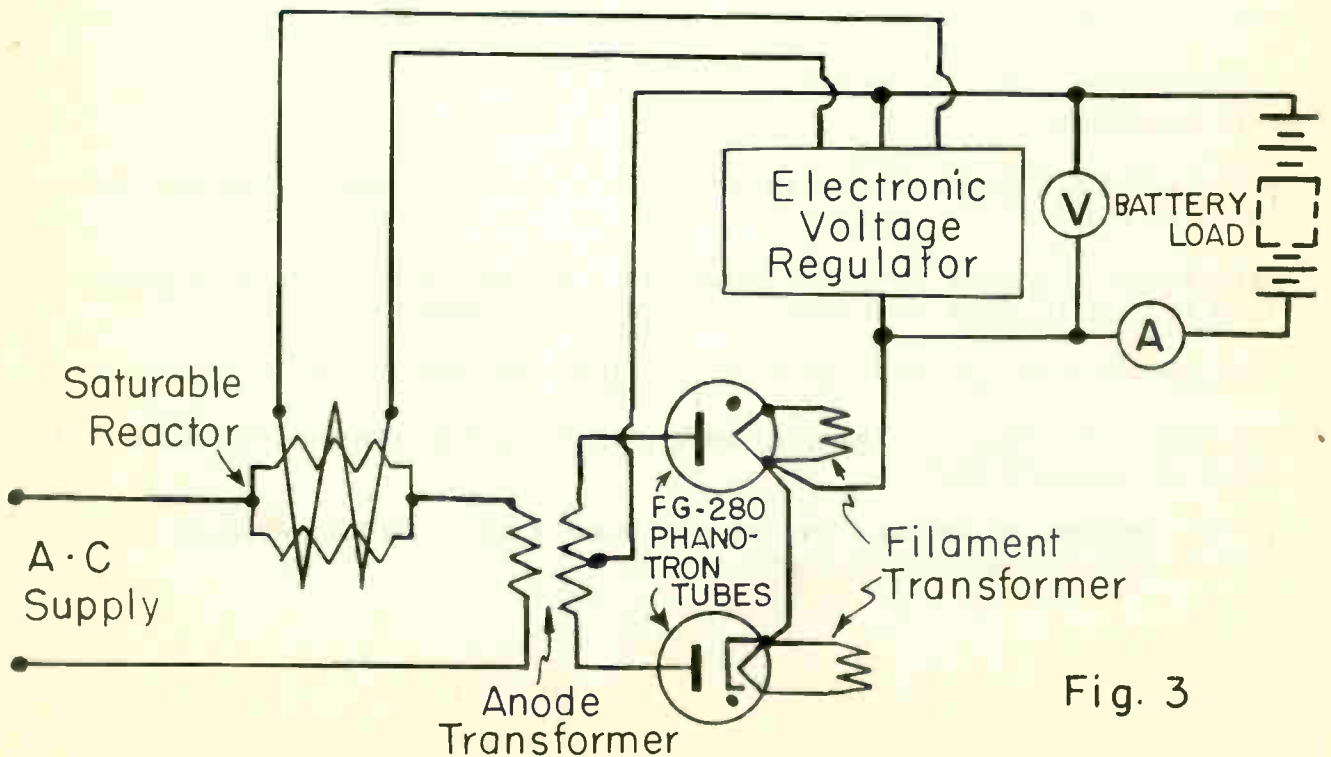 Electronic
Voltage
Regulator
V
BATTERY
LOAD
A
Saturable
Reactor
A·C
Supply
FG-280
PHANO-
TRON
TUBES
Filament
Transformer
Anode
Transformer
Fig. 3